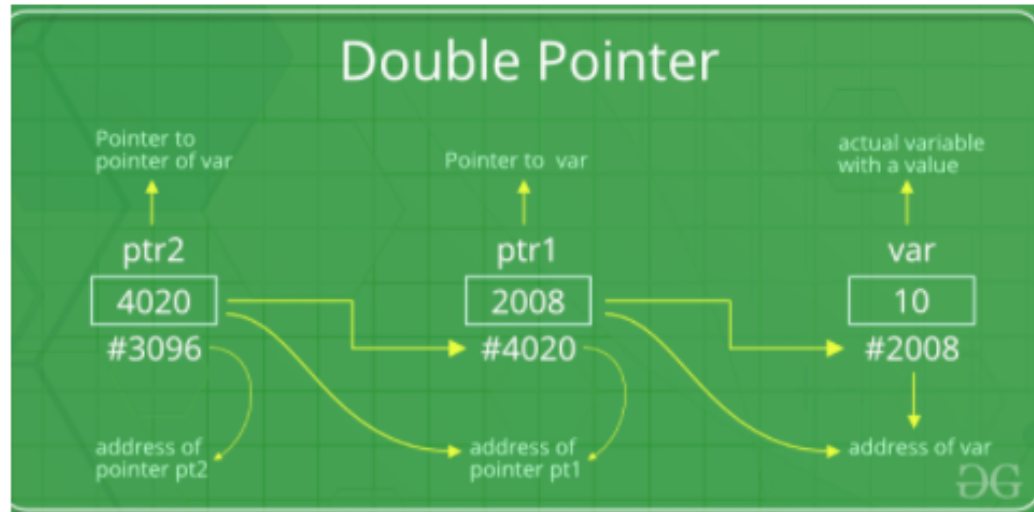 Double Pointer
Pointer to
pointer of var
Pointer to var
actual variable
with a value
ptr2
ptr1
var
4020
2008
10
#3096
#4020
#2008
address of
pointer pt2
address of
pointer pt1
address of var